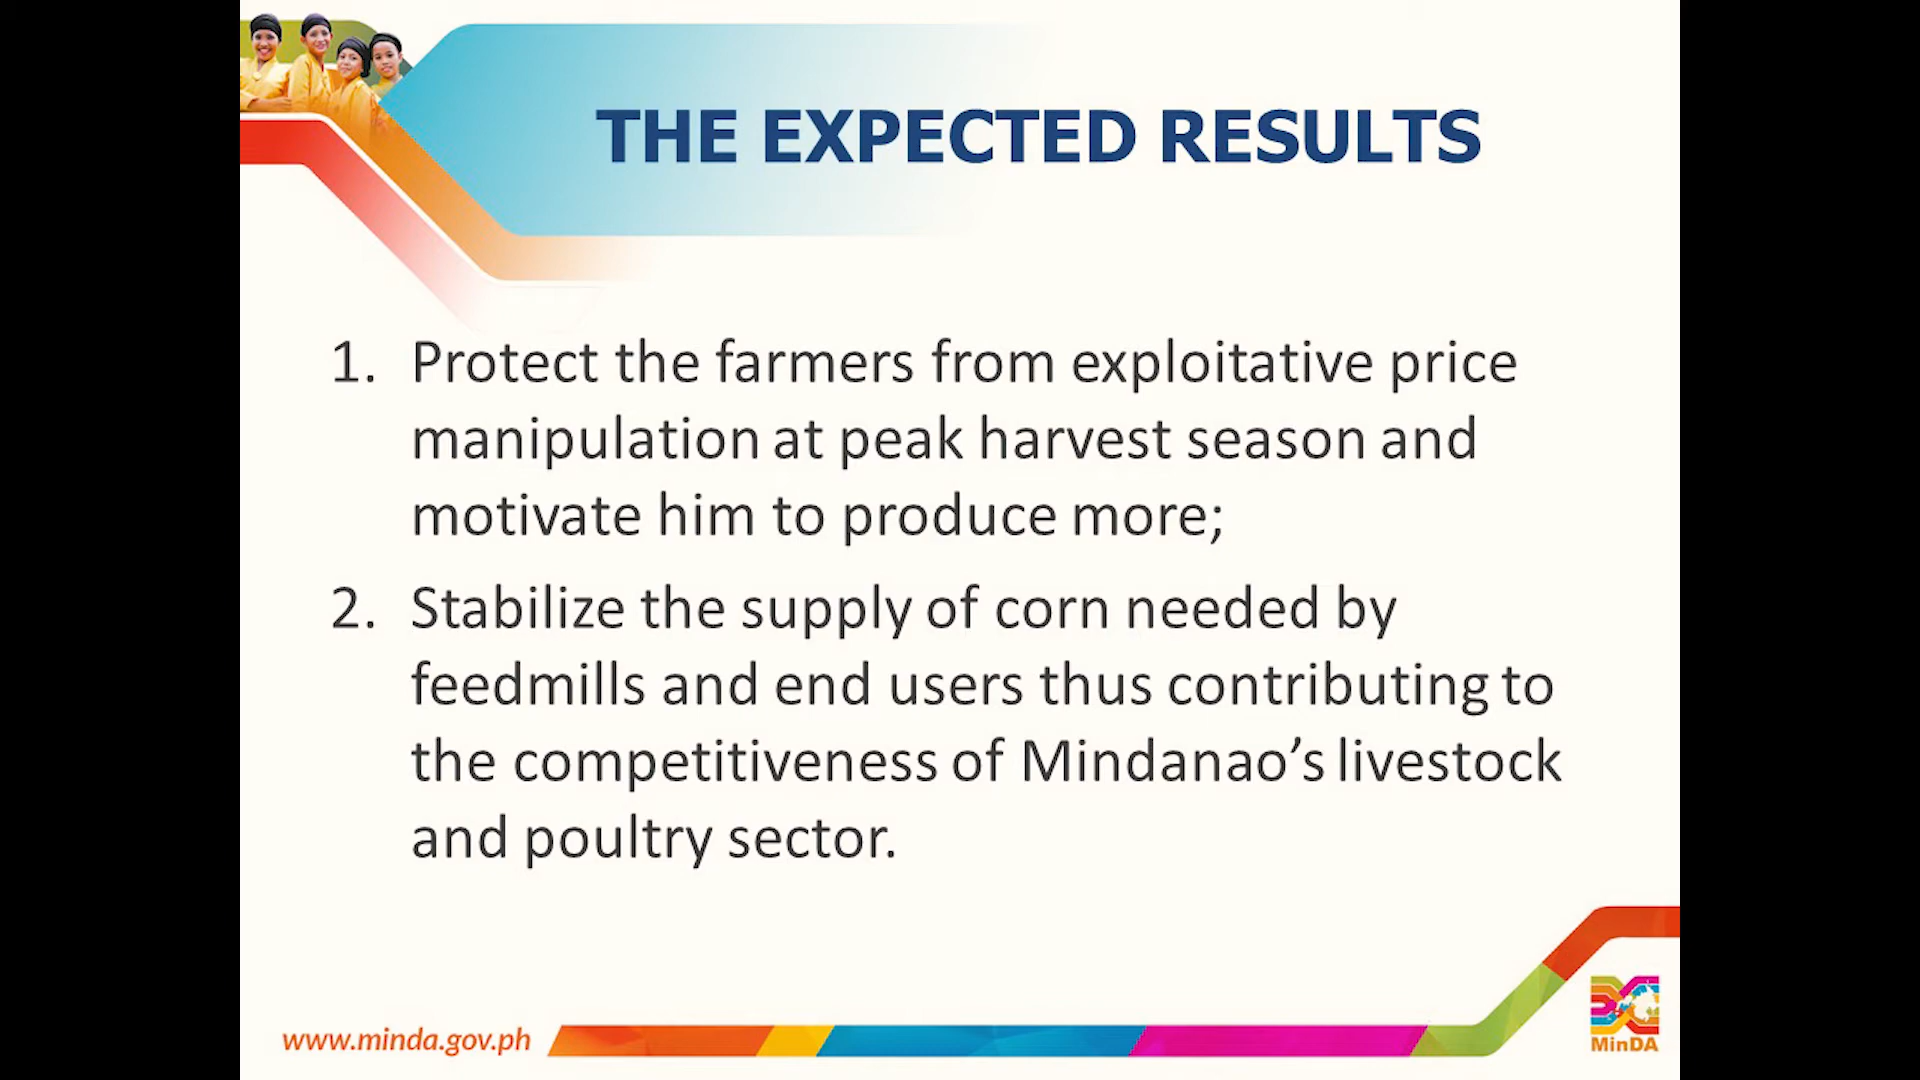 THE EXPECTED RESULTS
1. Protect the farmers from exploitative price
manipulation at peak harvest season and
motivate him to produce more;
2. Stabilize the supply of corn needed by
feedmills and end users thus contributing to
the competitiveness of Mindanao’s livestock
and poultry sector.
www.minda.gov.ph
MinDA